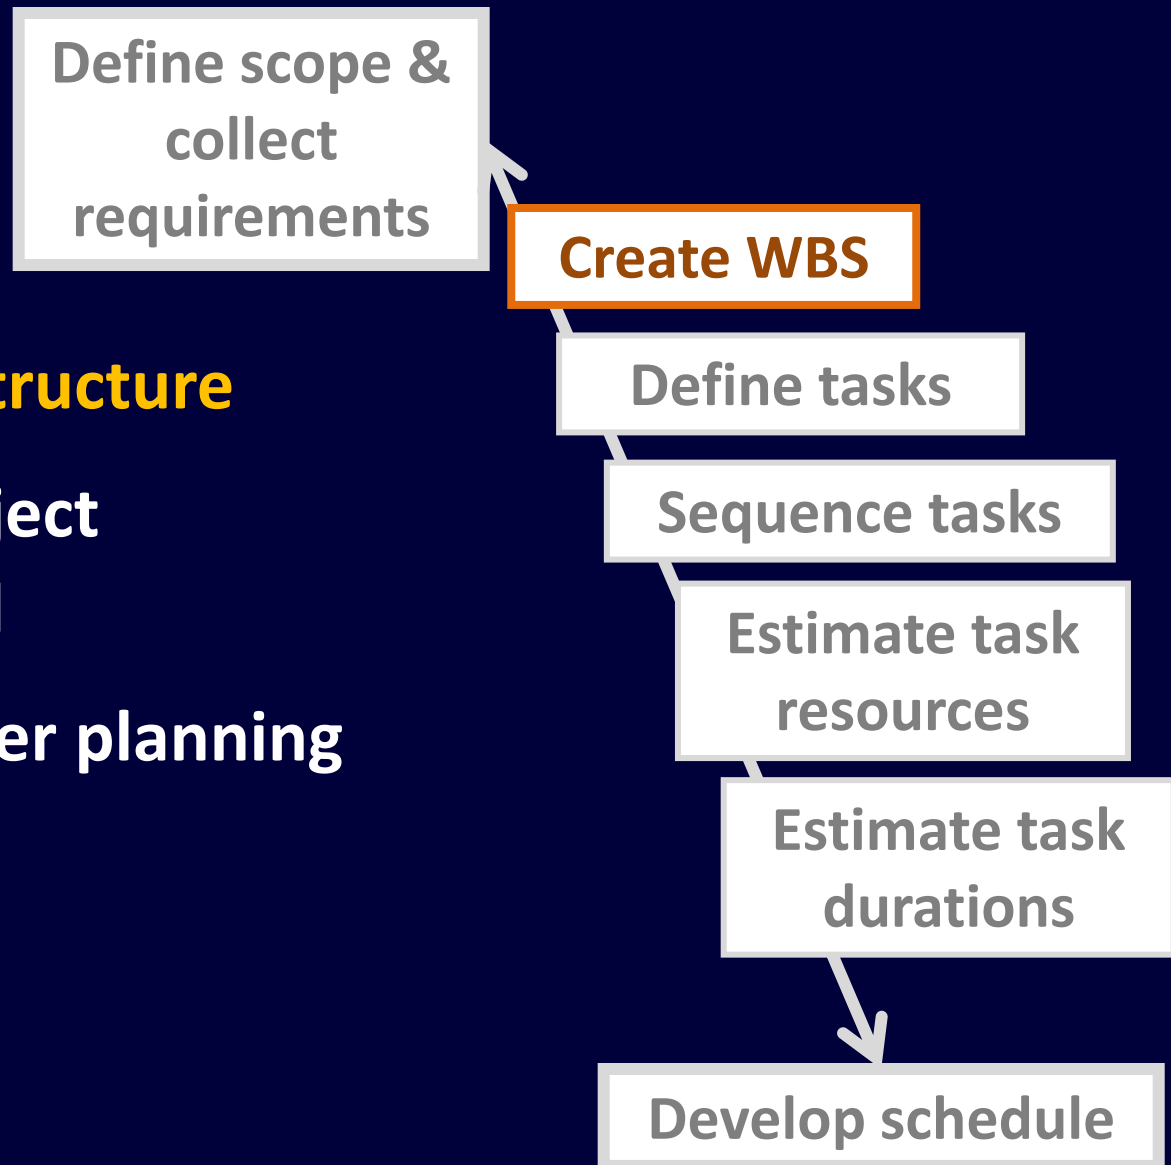 Define scope &
collect
requirements
Create WBS
tructure
Define tasks
ject
Sequence tasks
Estimate task
resources
er planning
Estimate task
durations
Develop schedule